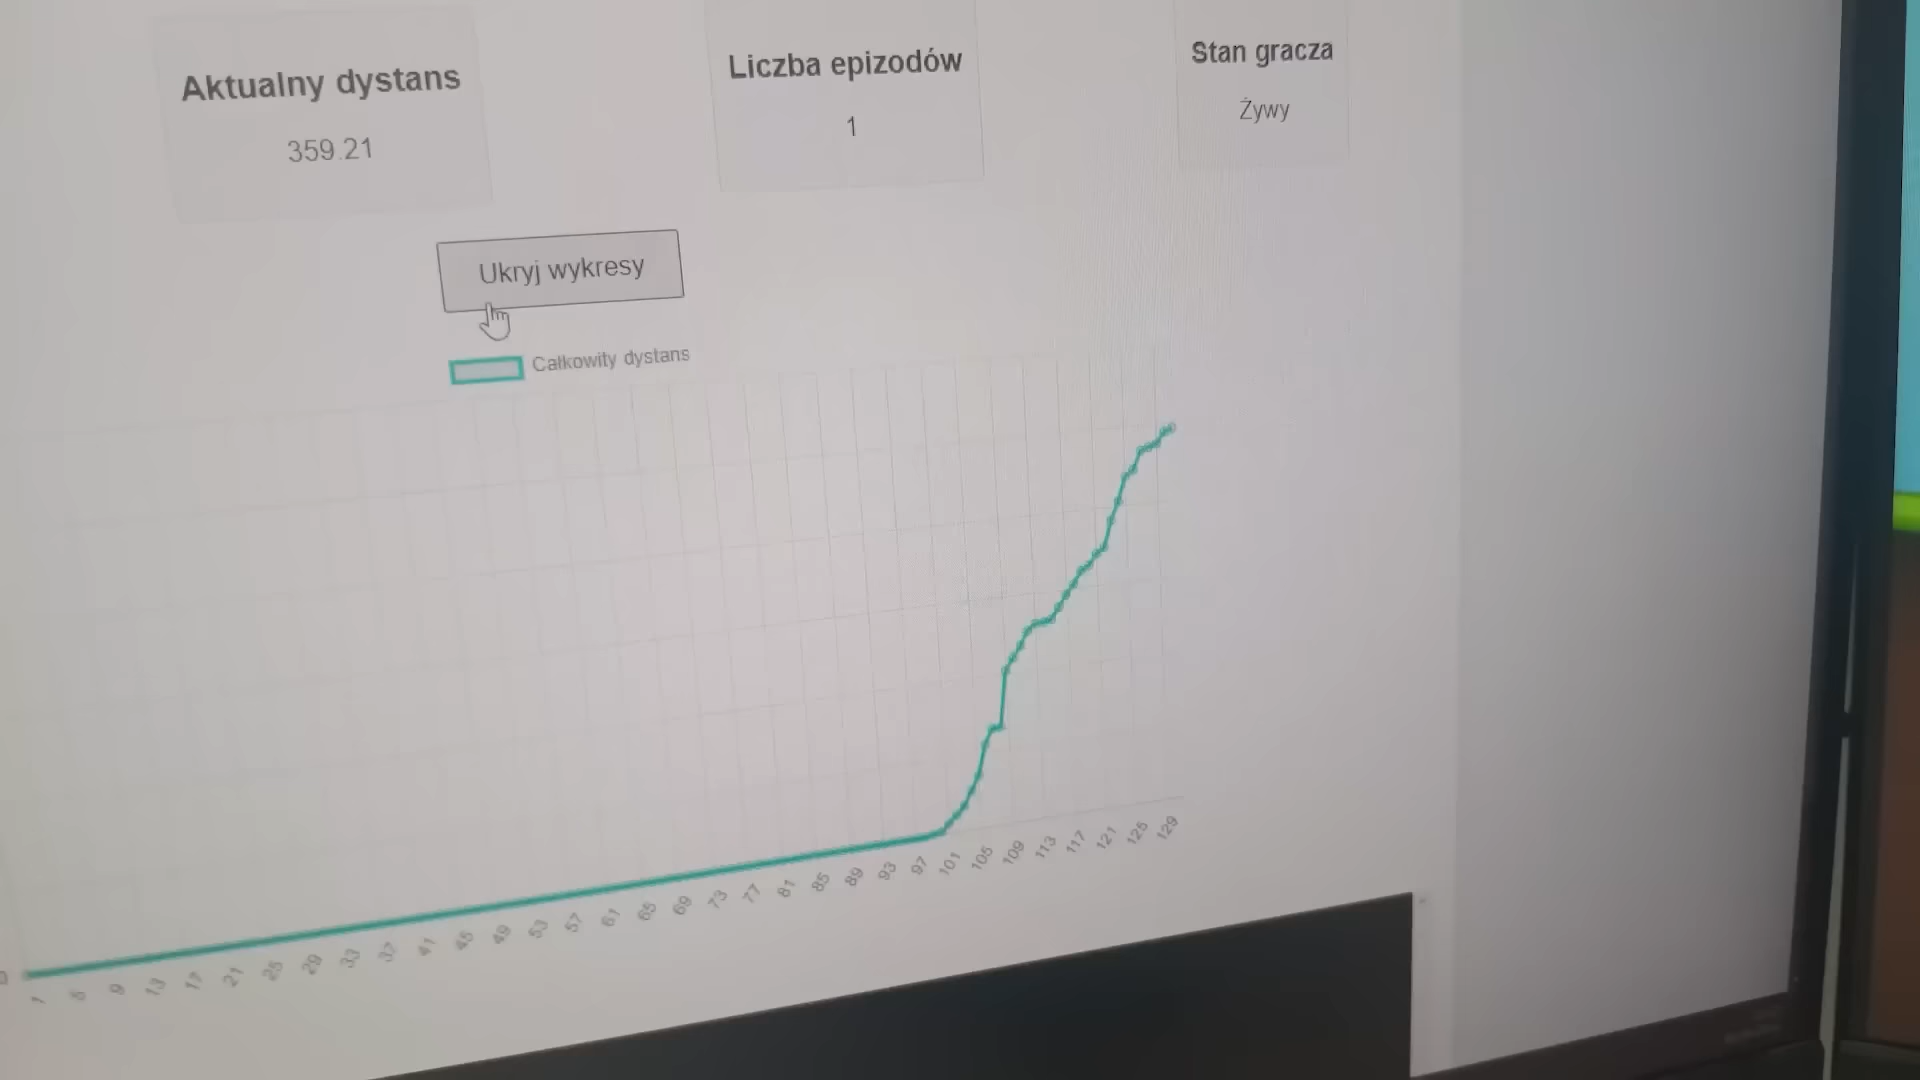 Aktualny dystans
359.21
Liczba epizodów
1
Stan gracza
Żywy
Ukryj wykresy
Całkowity dystans
0
1 5 9 13 17 21 25 29 33 37 41 45 49 53 57 61 65 69 73 77 81 85 89 93 97 101 105 109 113 117 121 125 129